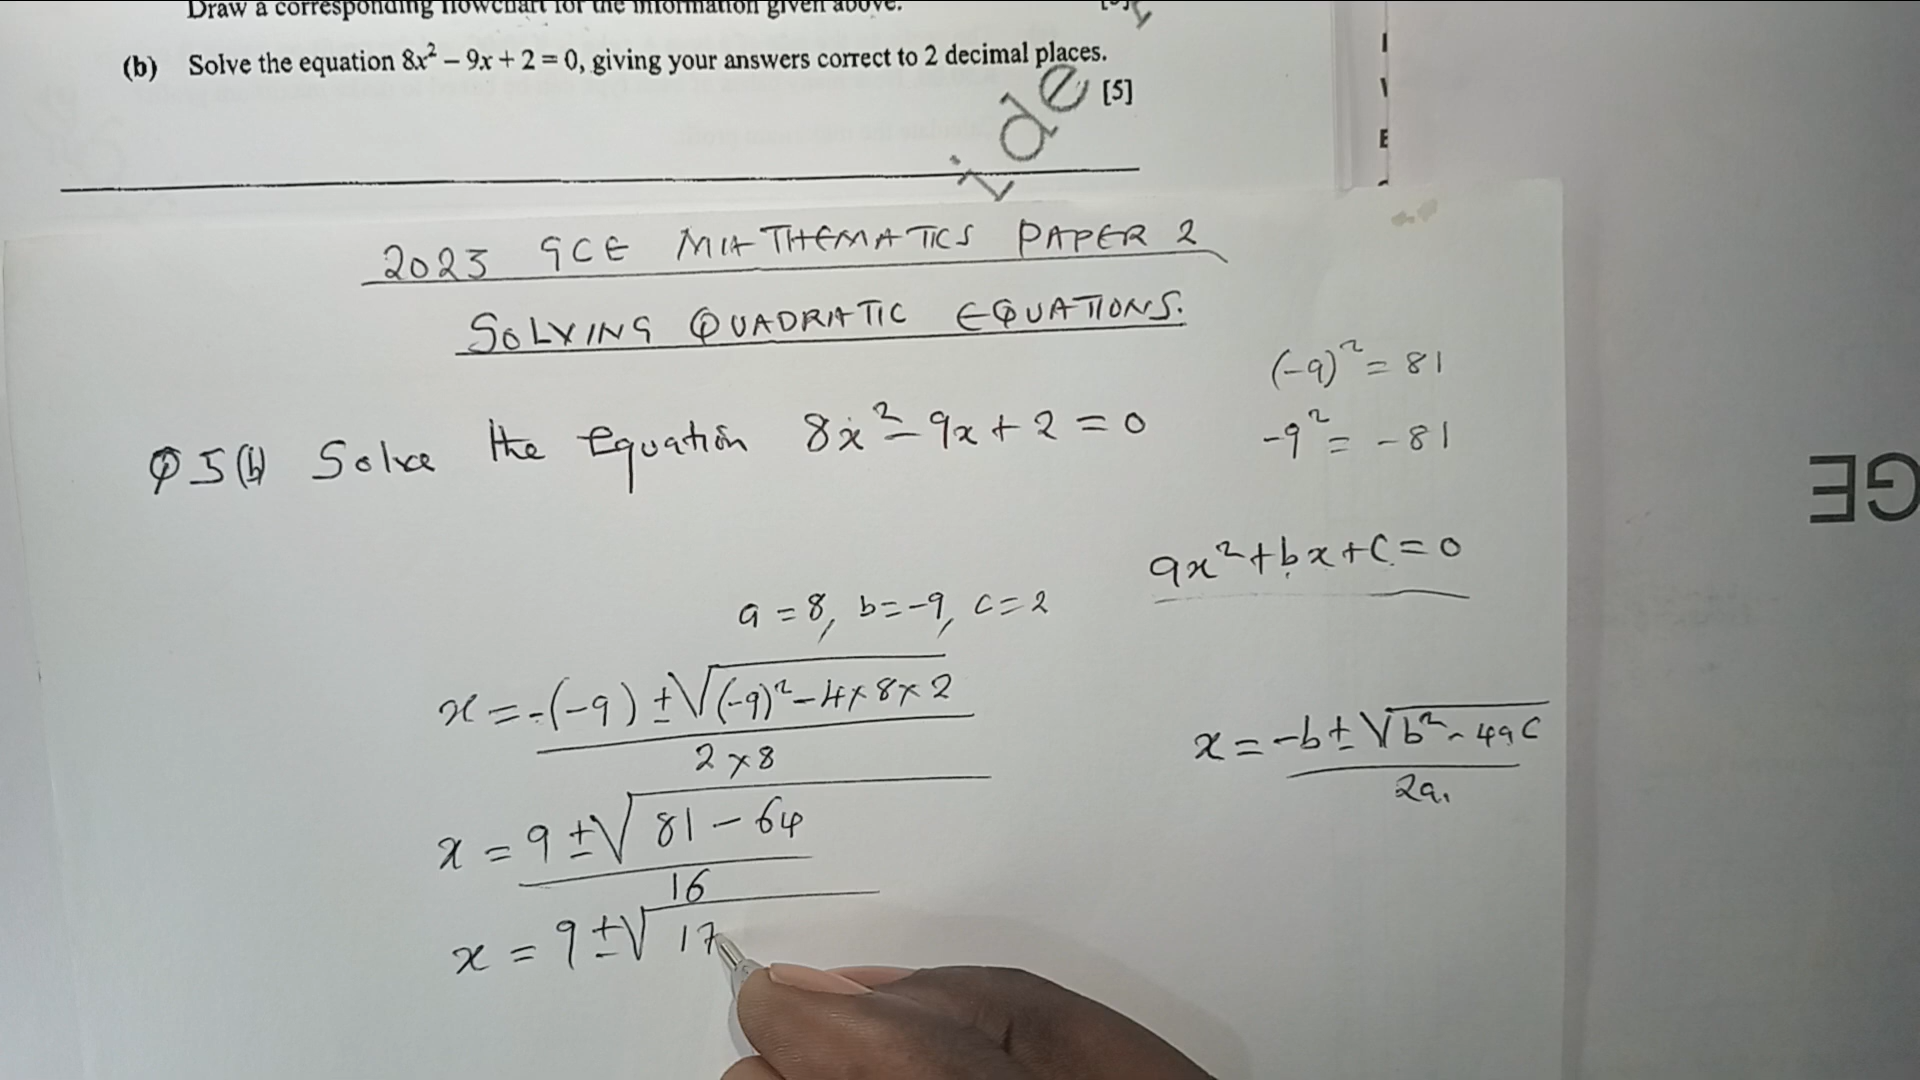 Draw a corresponding flowchart for the information given above.
(b) Solve the equation 8x² – 9x + 2 = 0, giving your answers correct to 2 decimal places.
[5]
ide
2023 GCE MATHEMATICS PAPER 2
SOLVING QUADRATIC EQUATIONS.
(-9)² = 81
-9² = -81
Q5(b) Solve the Equation 8x² - 9x + 2 = 0
ax² + bx + c = 0
a = 8, b = -9, c = 2
x = -(-9) ± √(-9)² - 4 × 8 × 2
2 × 8
x = -b ± √b² - 4ac
2a.
x = 9 ± √81 - 64
16
x = 9 ± √17
GE